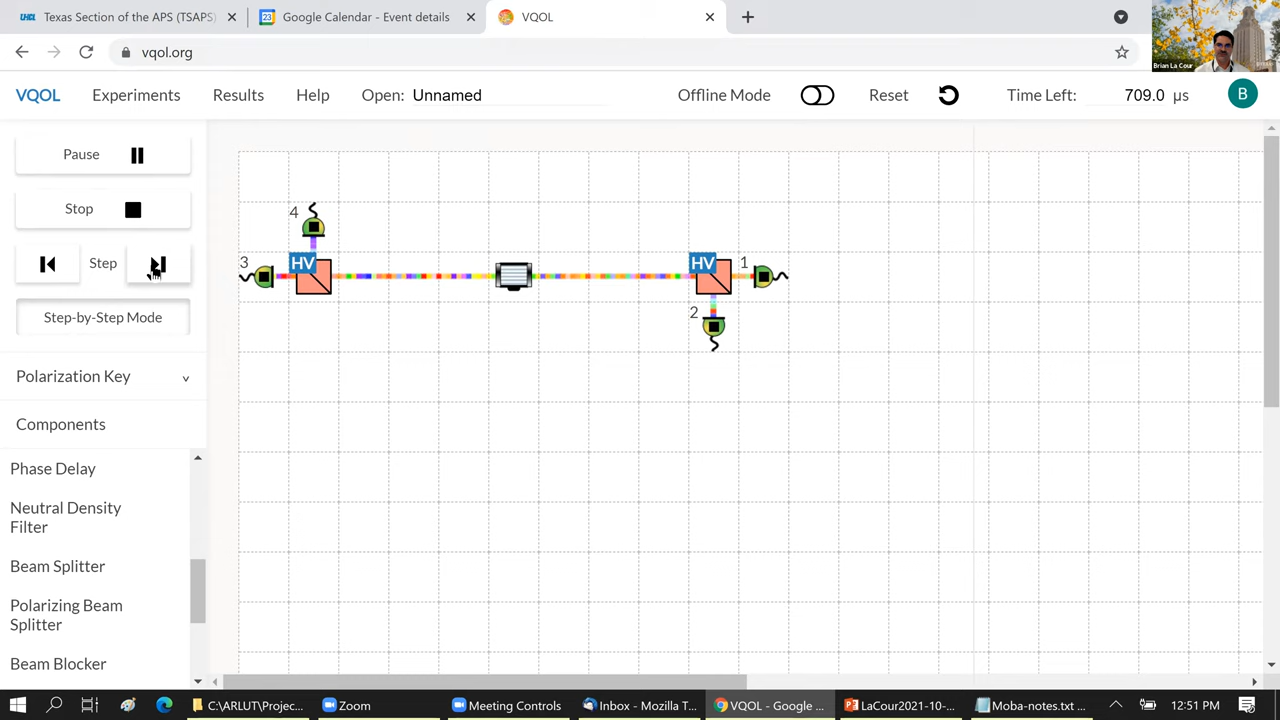 UHCL Texas Section of the APS (TSAPS)
Google Calendar - Event details
VQOL
vqol.org
Brian La Cour
VQOL Experiments Results Help Open: Unnamed Offline Mode Reset Time Left: 709.0 µs B
Pause
Stop
Step
Step-by-Step Mode
Polarization Key
Components
Phase Delay
Neutral Density
Filter
Beam Splitter
Polarizing Beam
Splitter
Beam Blocker
4
3
HV
HV
1
2
C:\ARLUT\Projec...
Zoom
Meeting Controls
Inbox - Mozilla T...
VQOL - Google ...
LaCour2021-10-...
Moba-notes.txt ...
12:51 PM